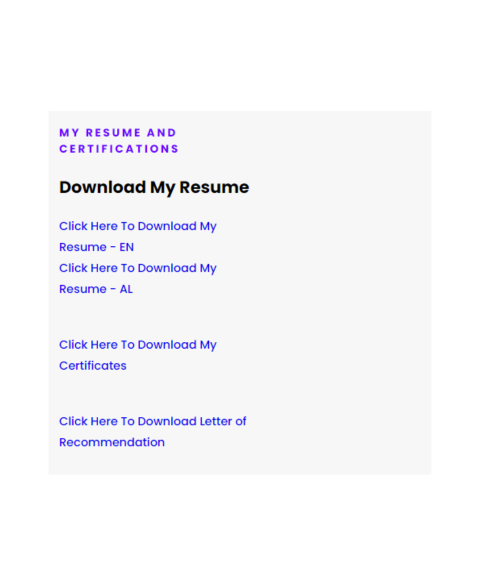 MY RESUME AND
CERTIFICATIONS
Download My Resume
Click Here To Download My
Resume - EN
Click Here To Download My
Resume - AL
Click Here To Download My
Certificates
Click Here To Download Letter of
Recommendation